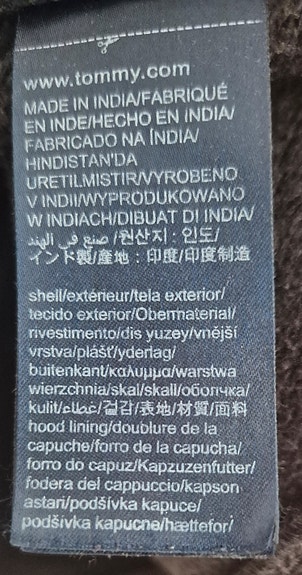 www.tommy.com
MADE IN INDIA/FABRIQUÉ
EN INDE/HECHO EN INDIA/
FABRICADO NA ÍNDIA/
HINDISTAN'DA
URETILMISTIR/VYROBENO
V INDII/WYPRODUKOWANO
W INDIACH/DIBUAT DI INDIA/
صنع في الهند /원산지 : 인도/
インド製/産地：印度/印度制造
shell/extérieur/tela exterior/
tecido exterior/Obermaterial/
rivestimento/dis yuzey/vnější
vrstva/plášť/yderlag/
buitenkant/καλυμμα/warstwa
wierzchnia/skal/skall/оболчка/
kulit/غطاء/겉감/表地/材質/面料
hood lining/doublure de la
capuche/forro de la capucha/
forro do capuz/Kapzuzenfutter/
fodera del cappuccio/kapson
astari/podšívka kapuce/
podšívka kapucne/hættefor/